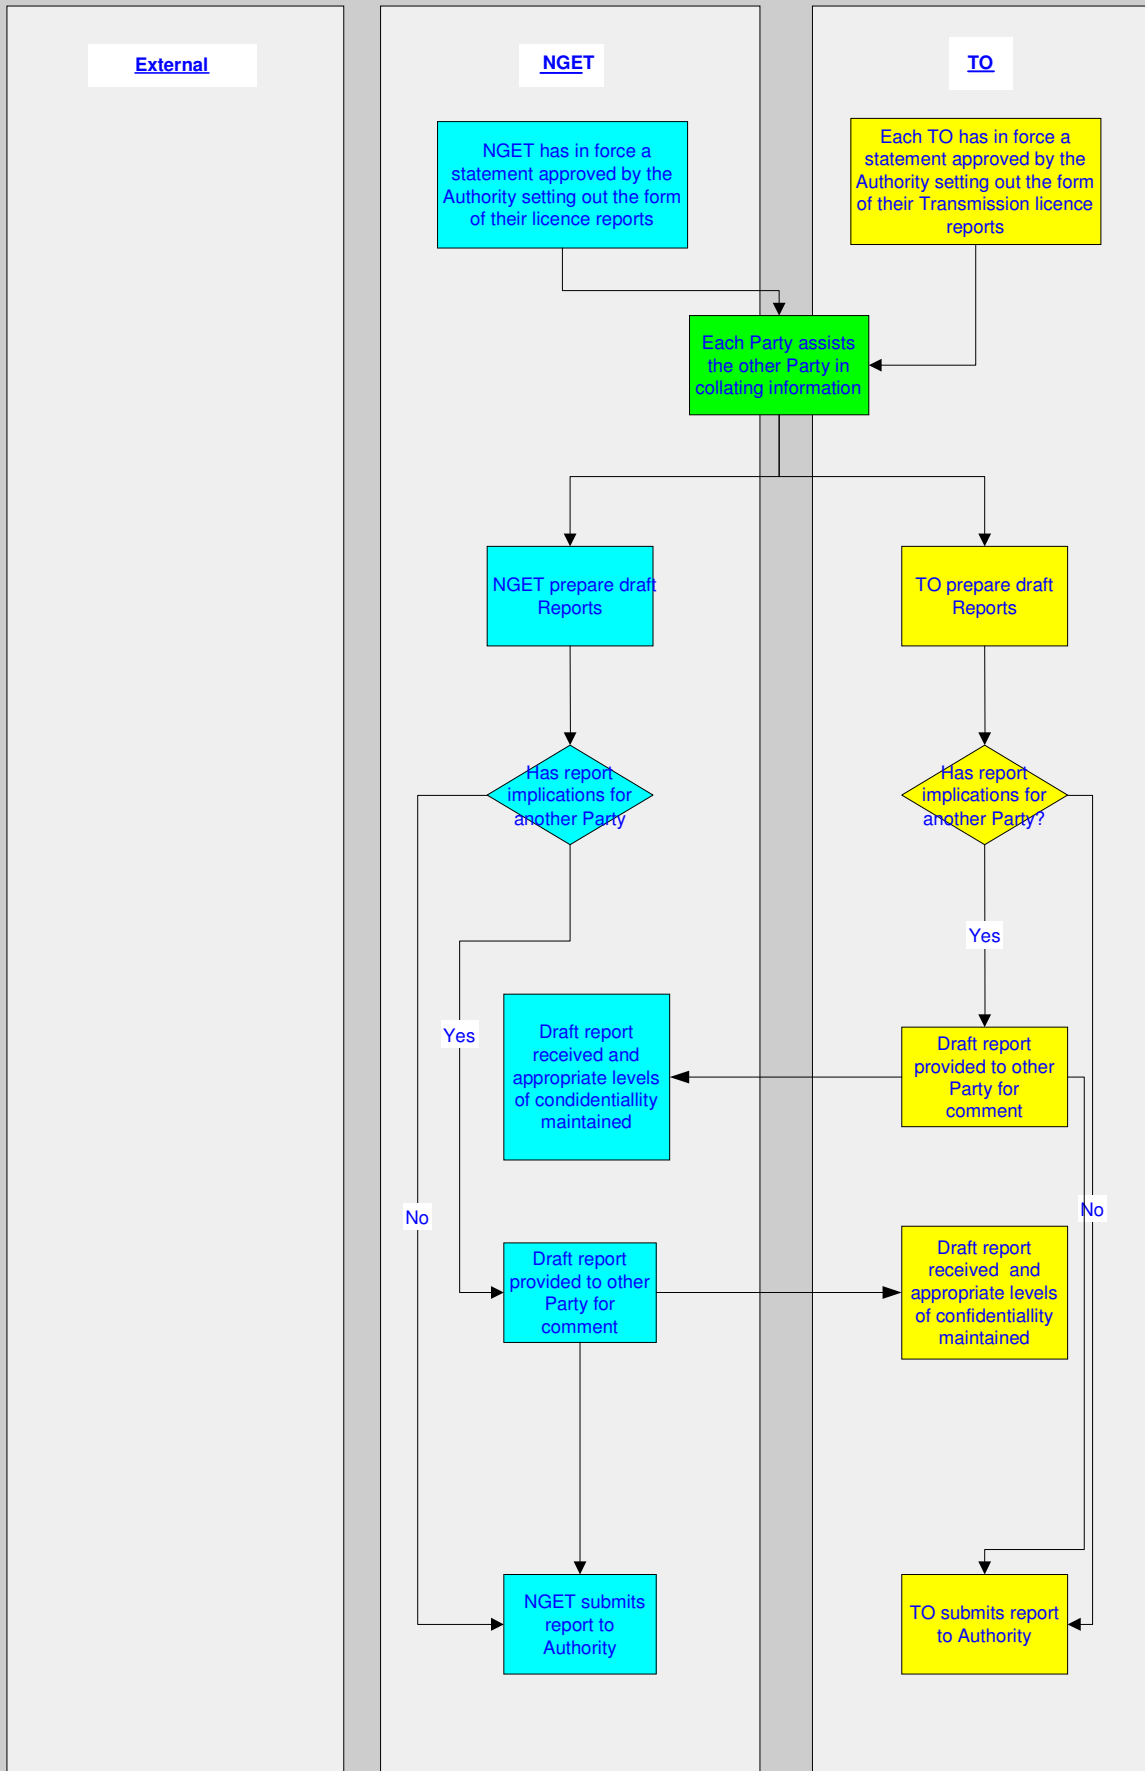 External
NGET
TO
NGET has in force a
statement approved by the
Authority setting out the form
of their licence reports
Each TO has in force a
statement approved by the
Authority setting out the form
of their Transmission licence
reports
Each Party assists
the other Party in
collating information
NGET prepare draft
Reports
TO prepare draft
Reports
Has report
implications for
another Party
Has report
implications for
another Party?
Yes
Yes
Draft report
received and
appropriate levels
of condidentiallity
maintained
Draft report
provided to other
Party for
comment
No
No
Draft report
provided to other
Party for
comment
Draft report
received  and
appropriate levels
of confidentiallity
maintained
NGET submits
report to
Authority
TO submits report
to Authority